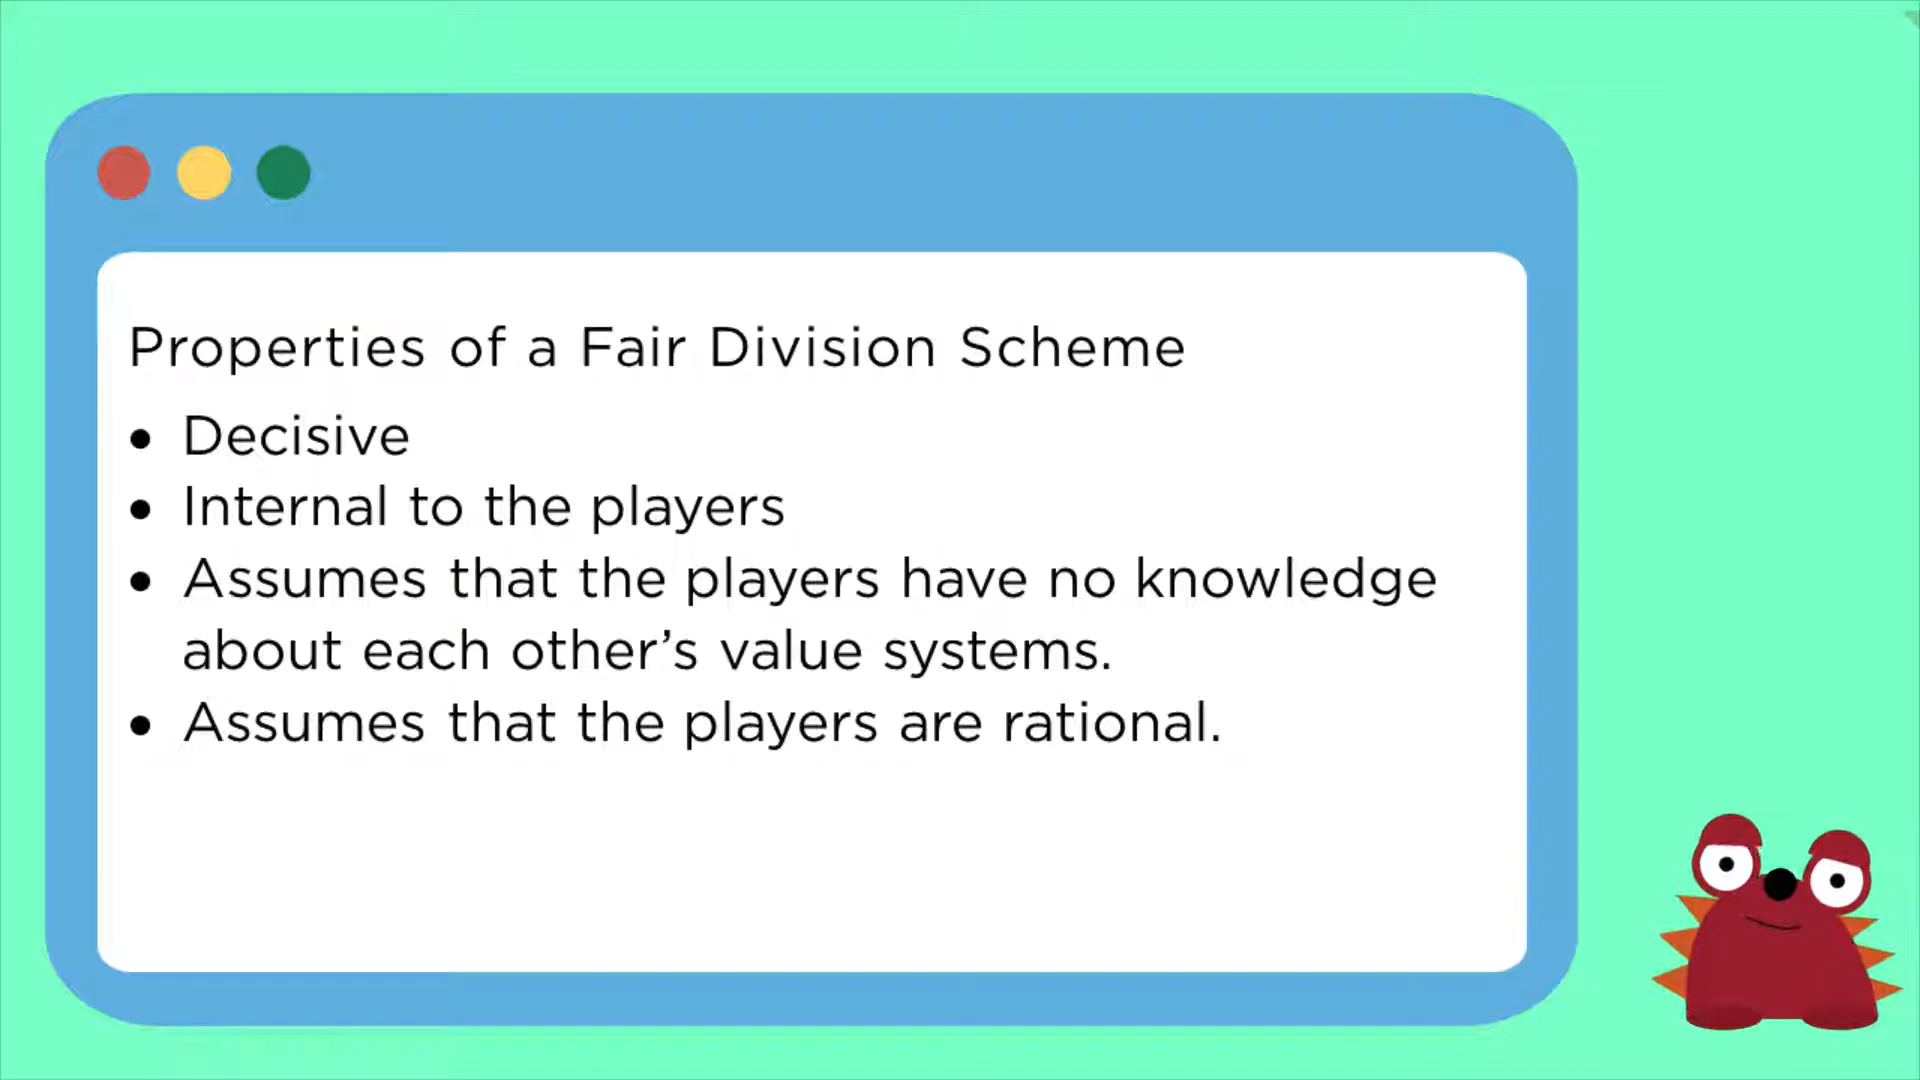 Properties of a Fair Division Scheme
• Decisive
• Internal to the players
• Assumes that the players have no knowledge
about each other’s value systems.
• Assumes that the players are rational.